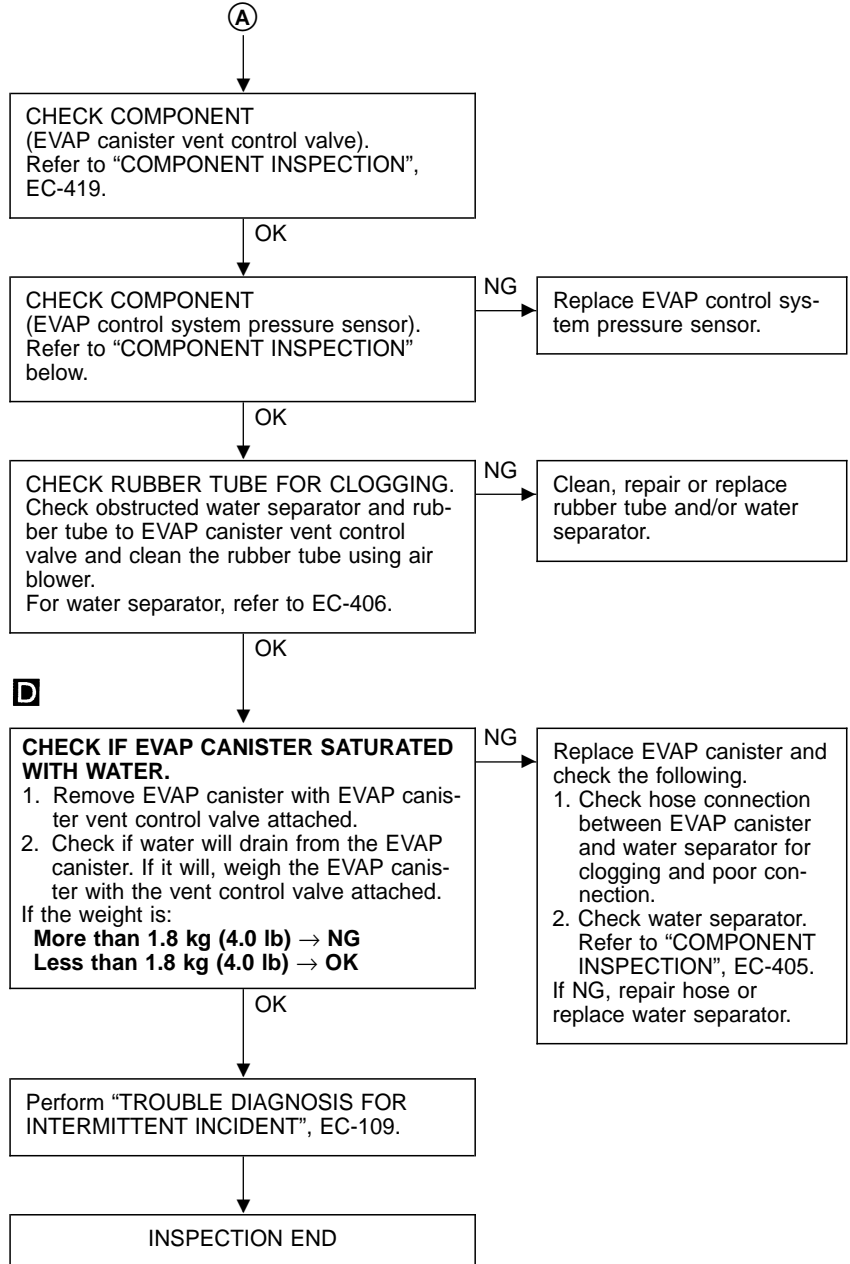 A
CHECK COMPONENT
(EVAP canister vent control valve).
Refer to “COMPONENT INSPECTION”,
EC-419.
OK
CHECK COMPONENT
(EVAP control system pressure sensor).
Refer to “COMPONENT INSPECTION”
below.
NG
Replace EVAP control sys-
tem pressure sensor.
OK
CHECK RUBBER TUBE FOR CLOGGING.
Check obstructed water separator and rub-
ber tube to EVAP canister vent control
valve and clean the rubber tube using air
blower.
For water separator, refer to EC-406.
NG
Clean, repair or replace
rubber tube and/or water
separator.
OK
D
CHECK IF EVAP CANISTER SATURATED
WITH WATER.
1. Remove EVAP canister with EVAP canis-
ter vent control valve attached.
2. Check if water will drain from the EVAP
canister. If it will, weigh the EVAP canis-
ter with the vent control valve attached.
If the weight is:
More than 1.8 kg (4.0 lb) → NG
Less than 1.8 kg (4.0 lb) → OK
NG
Replace EVAP canister and
check the following.
1. Check hose connection
between EVAP canister
and water separator for
clogging and poor con-
nection.
2. Check water separator.
Refer to “COMPONENT
INSPECTION”, EC-405.
If NG, repair hose or
replace water separator.
OK
Perform “TROUBLE DIAGNOSIS FOR
INTERMITTENT INCIDENT”, EC-109.
INSPECTION END